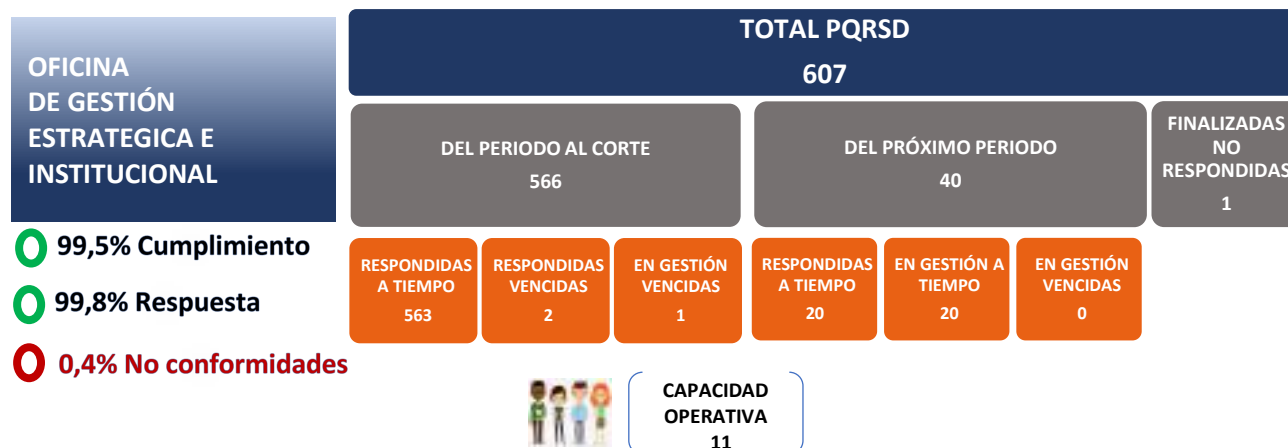 OFICINA
DE GESTIÓN
ESTRATEGICA E
INSTITUCIONAL
99,5% Cumplimiento
99,8% Respuesta
0,4% No conformidades
TOTAL PQRSD
607
DEL PERIODO AL CORTE
566
DEL PRÓXIMO PERIODO
40
FINALIZADAS
NO
RESPONDIDAS
1
RESPONDIDAS
A TIEMPO
563
RESPONDIDAS
VENCIDAS
2
EN GESTIÓN
VENCIDAS
1
RESPONDIDAS
A TIEMPO
20
EN GESTIÓN A
TIEMPO
20
EN GESTIÓN
VENCIDAS
0
CAPACIDAD
OPERATIVA
11